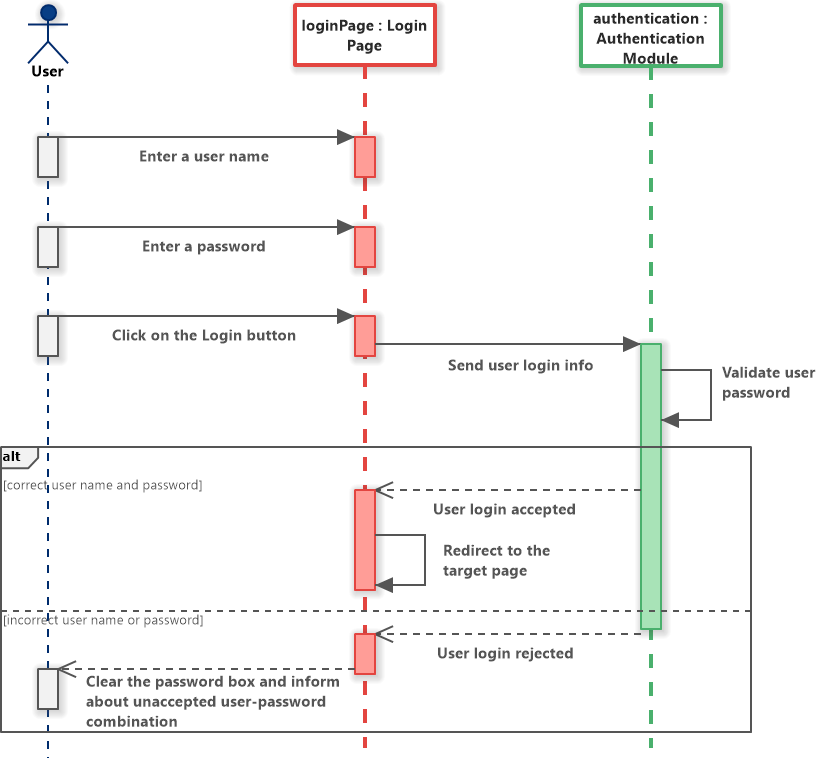 User
loginPage : Login
Page
authentication :
Authentication
Module
Enter a user name
Enter a password
Click on the Login button
Send user login info
Validate user
password
alt
[correct user name and password]
User login accepted
Redirect to the
target page
[incorrect user name or password]
User login rejected
Clear the password box and inform
about unaccepted user-password
combination